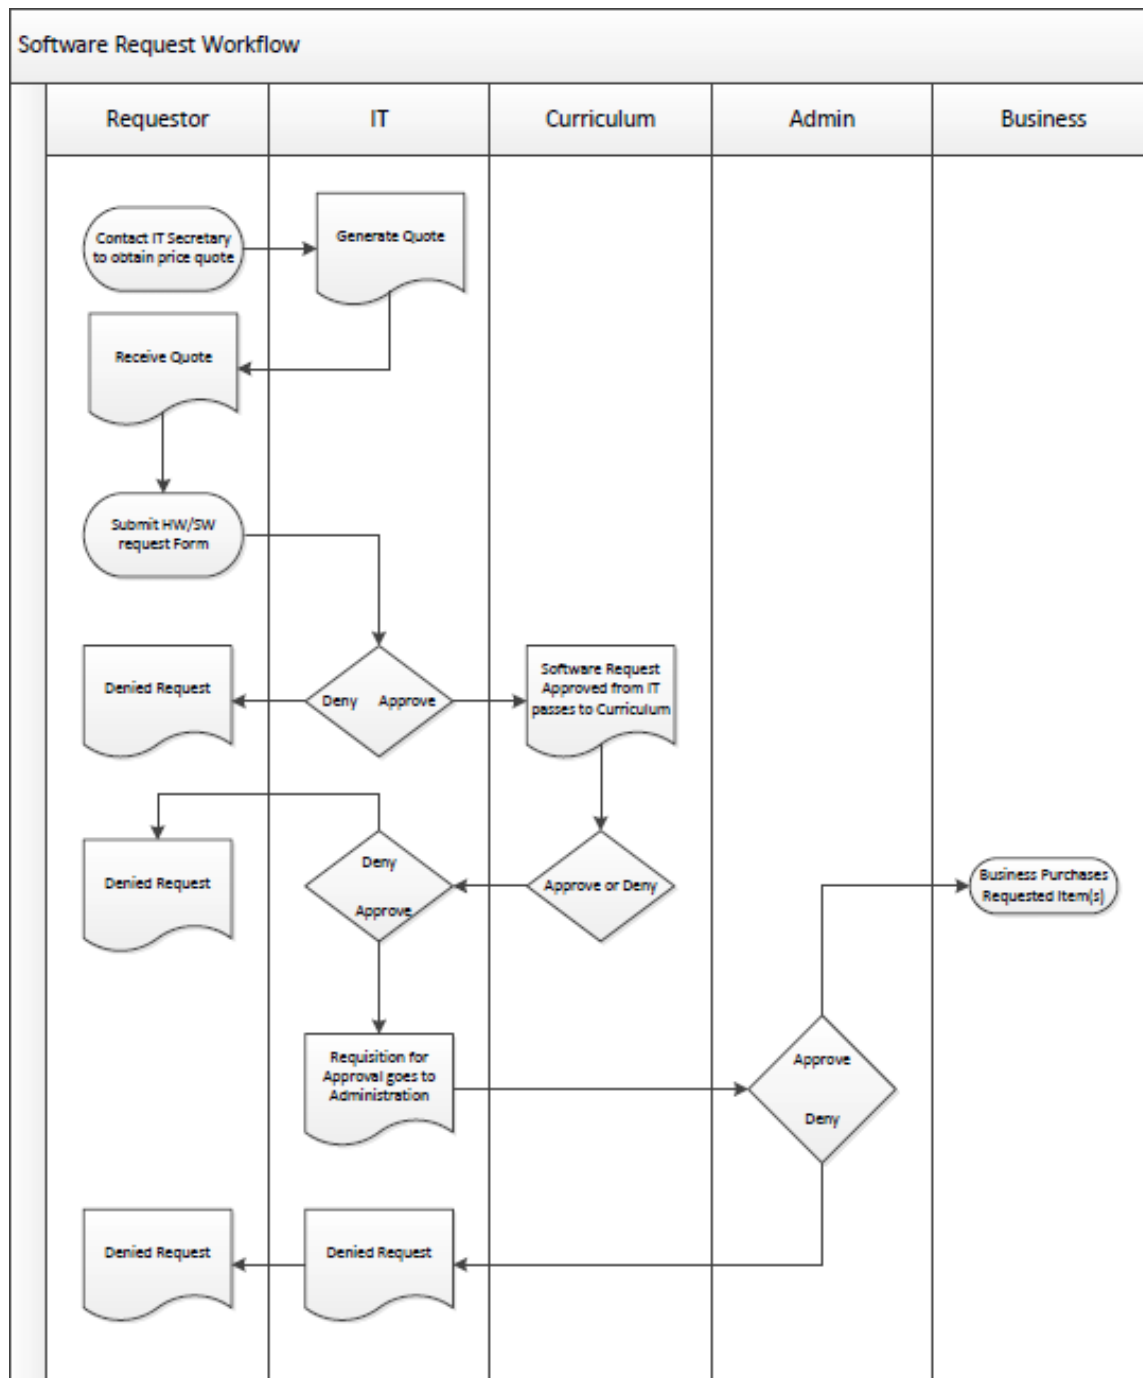 Software Request Workflow
Requestor
IT
Curriculum
Admin
Business
Contact IT Secretary
to obtain price quote
Generate Quote
Receive Quote
Submit HW/SW
request Form
Denied Request
Deny
Approve
Software Request
Approved from IT
passes to Curriculum
Denied Request
Deny
Approve
Approve or Deny
Business Purchases
Requested Item(s)
Requisition for
Approval goes to
Administration
Approve
Deny
Denied Request
Denied Request